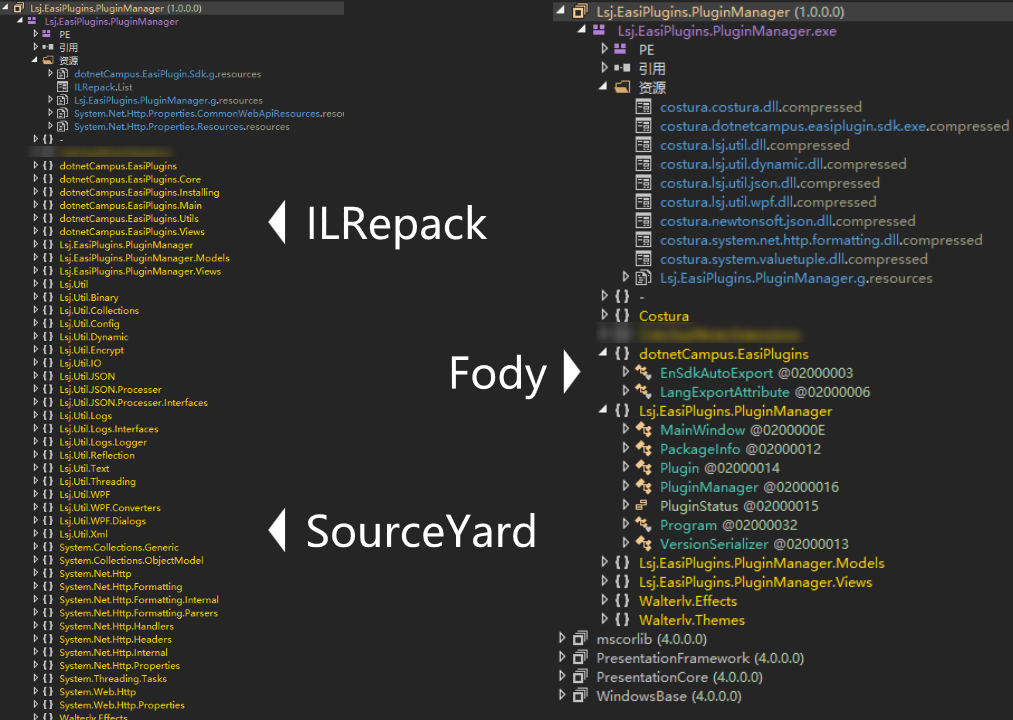 Lsj.EasiPlugins.PluginManager (1.0.0.0)
Lsj.EasiPlugins.PluginManager
PE
引用
资源
dotnetCampus.EasiPlugin.Sdk.g.resources
ILRepack.List
Lsj.EasiPlugins.PluginManager.g.resources
System.Net.Http.Properties.CommonWebApiResources.resou
System.Net.Http.Properties.Resources.resources
{ } -
{ } dotnetCampus.EasiPlugins
{ } dotnetCampus.EasiPlugins.Core
{ } dotnetCampus.EasiPlugins.Installing
{ } dotnetCampus.EasiPlugins.Main
{ } dotnetCampus.EasiPlugins.Utils
{ } dotnetCampus.EasiPlugins.Views
{ } Lsj.EasiPlugins.PluginManager
{ } Lsj.EasiPlugins.PluginManager.Models
{ } Lsj.EasiPlugins.PluginManager.Views
{ } Lsj.Util
{ } Lsj.Util.Binary
{ } Lsj.Util.Collections
{ } Lsj.Util.Config
{ } Lsj.Util.Dynamic
{ } Lsj.Util.Encrypt
{ } Lsj.Util.IO
{ } Lsj.Util.JSON
{ } Lsj.Util.JSON.Processer
{ } Lsj.Util.JSON.Processer.Interfaces
{ } Lsj.Util.Logs
{ } Lsj.Util.Logs.Interfaces
{ } Lsj.Util.Logs.Logger
{ } Lsj.Util.Reflection
{ } Lsj.Util.Text
{ } Lsj.Util.Threading
{ } Lsj.Util.WPF
{ } Lsj.Util.WPF.Converters
{ } Lsj.Util.WPF.Dialogs
{ } Lsj.Util.Xml
{ } System.Collections.Generic
{ } System.Collections.ObjectModel
{ } System.Net.Http
{ } System.Net.Http.Formatting
{ } System.Net.Http.Formatting.Internal
{ } System.Net.Http.Formatting.Parsers
{ } System.Net.Http.Handlers
{ } System.Net.Http.Headers
{ } System.Net.Http.Internal
{ } System.Net.Http.Properties
{ } System.Threading.Tasks
{ } System.Web.Http
{ } System.Web.Http.Properties
{ } Walterlv.Effects
ILRepack
Fody
SourceYard
Lsj.EasiPlugins.PluginManager (1.0.0.0)
Lsj.EasiPlugins.PluginManager.exe
PE
引用
资源
costura.costura.dll.compressed
costura.dotnetcampus.easiplugin.sdk.exe.compressed
costura.lsj.util.dll.compressed
costura.lsj.util.dynamic.dll.compressed
costura.lsj.util.json.dll.compressed
costura.lsj.util.wpf.dll.compressed
costura.newtonsoft.json.dll.compressed
costura.system.net.http.formatting.dll.compressed
costura.system.valuetuple.dll.compressed
Lsj.EasiPlugins.PluginManager.g.resources
{ } -
{ } Costura
{ } dotnetCampus.EasiPlugins
EnSdkAutoExport @02000003
LangExportAttribute @02000006
{ } Lsj.EasiPlugins.PluginManager
MainWindow @0200000E
PackageInfo @02000012
Plugin @02000014
PluginManager @02000016
PluginStatus @02000015
Program @02000032
VersionSerializer @02000013
{ } Lsj.EasiPlugins.PluginManager.Models
{ } Lsj.EasiPlugins.PluginManager.Views
{ } Walterlv.Effects
{ } Walterlv.Themes
mscorlib (4.0.0.0)
PresentationFramework (4.0.0.0)
PresentationCore (4.0.0.0)
WindowsBase (4.0.0.0)